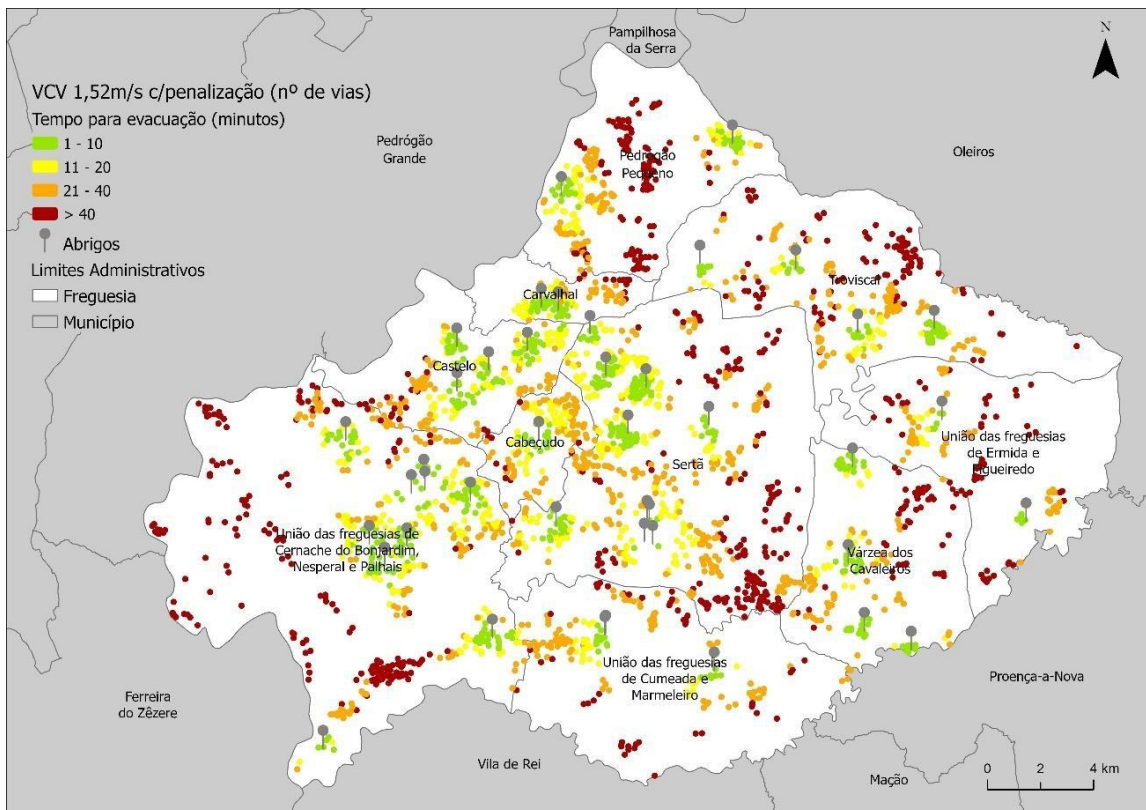 VCV 1,52m/s c/penalização (nº de vias)
Tempo para evacuação (minutos)
1 - 10
11 - 20
21 - 40
> 40
Abrigos
Limites Administrativos
Freguesia
Município
N
Pampilhosa
da Serra
Pedrógão
Grande
Oleiros
Pedrógão
Pequeno
Troviscal
Carvalhal
Castelo
Cabeçudo
Sertã
União das freguesias
de Ermida e
Figueiredo
União das freguesias de
Cernache do Bonjardim,
Nesperal e Palhais
Várzea dos
Cavaleiros
União das freguesias
de Cumeada e
Marmeleiro
Proença-a-Nova
Ferreira
do Zêzere
Vila de Rei
Mação
0 2 4 km